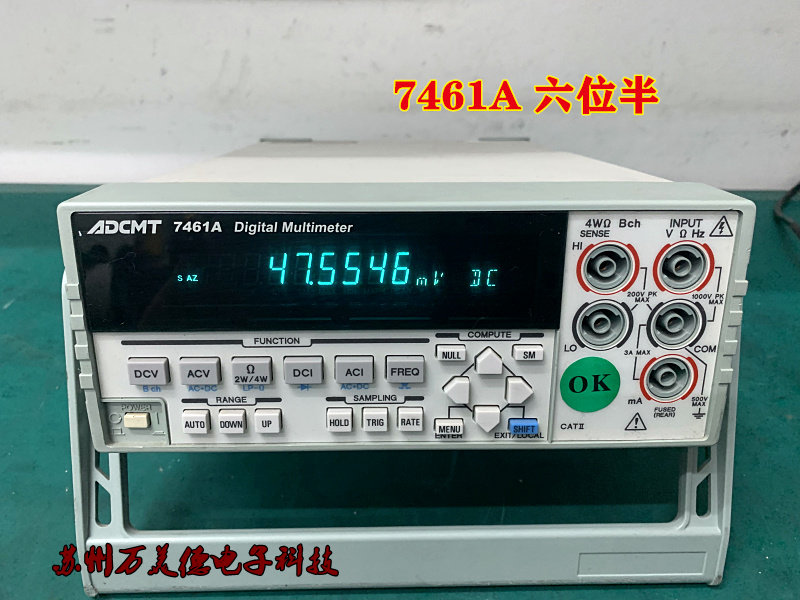 7461A 六位半
ADCMT 7461A Digital Multimeter
S AZ 47.5546 mV DC
4WΩ Bch INPUT
SENSE V Ω Hz
HI
200V PK MAX
1000V PK MAX
LO
3A MAX
COM
OK
mA
500V MAX
FUSED (REAR)
CAT II
FUNCTION
DCV ACV Ω 2W/4W DCI ACI FREQ
Bch AC+DC LP-Ω AC+DC
COMPUTE
NULL SM
POWER
RANGE
AUTO DOWN UP
SAMPLING
HOLD TRIG RATE
MENU SHIFT
ENTER EXIT/LOCAL
苏州万美德电子科技